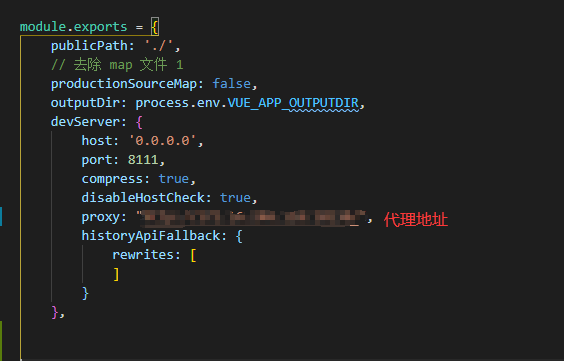 module.exports = {
publicPath: './',
// 去除 map 文件 1
productionSourceMap: false,
outputDir: process.env.VUE_APP_OUTPUTDIR,
devServer: {
host: '0.0.0.0',
port: 8111,
compress: true,
disableHostCheck: true,
proxy: "", 代理地址
historyApiFallback: {
rewrites: [
]
}
},